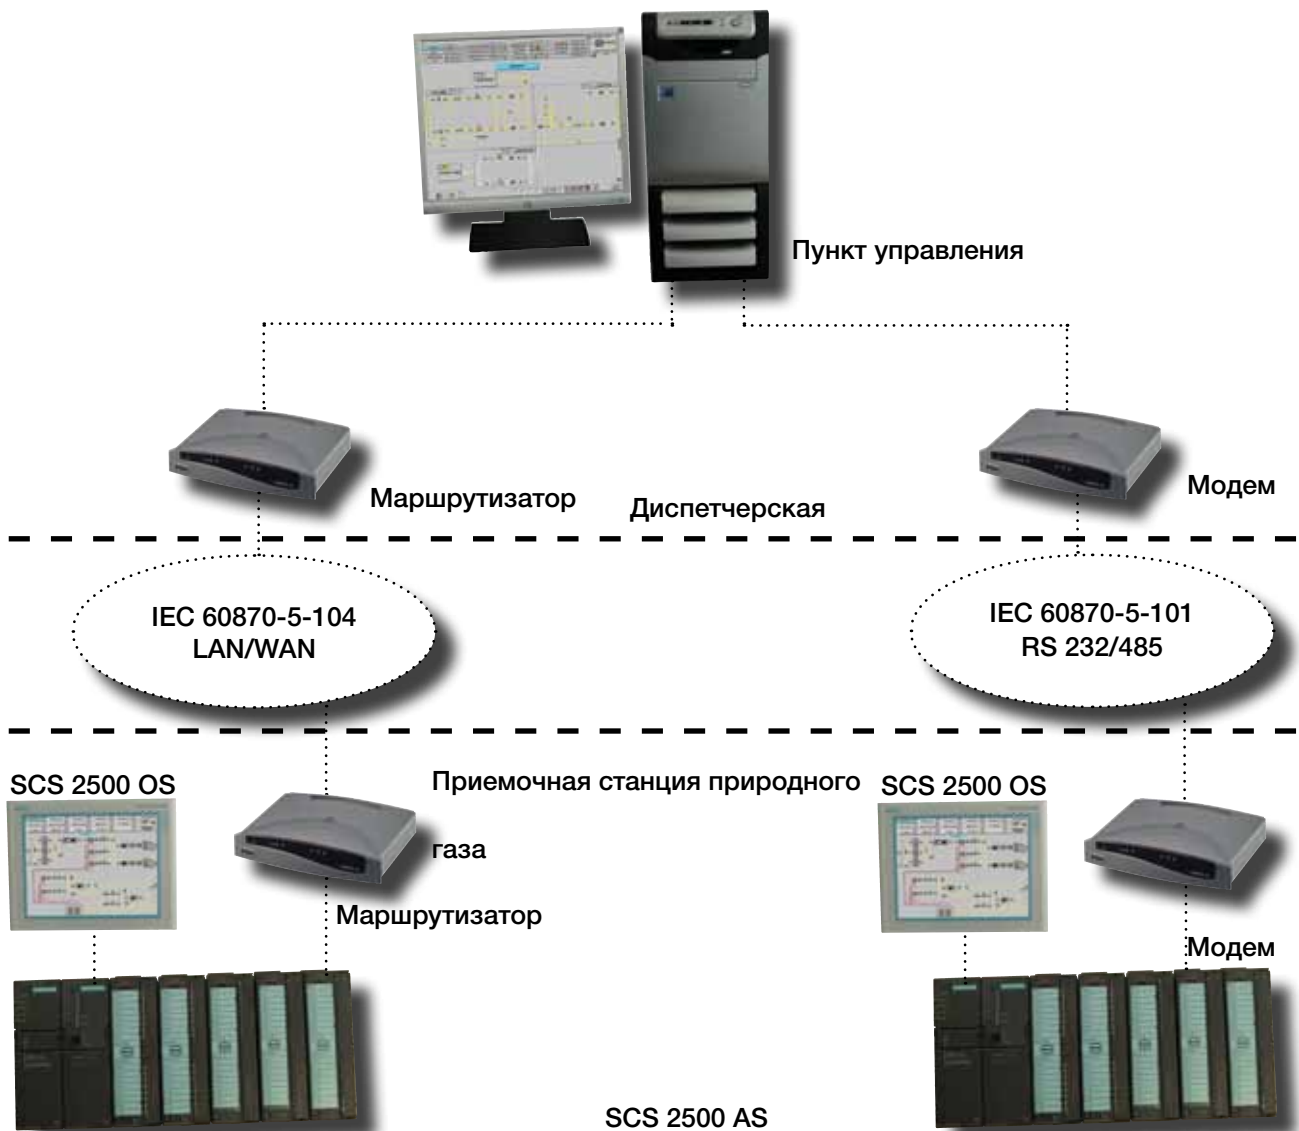 Пункт управления
Маршрутизатор
Диспетчерская
Модем
IEC 60870-5-104
LAN/WAN
IEC 60870-5-101
RS 232/485
SCS 2500 OS
Приемочная станция природного
газа
SCS 2500 OS
Маршрутизатор
Модем
SCS 2500 AS